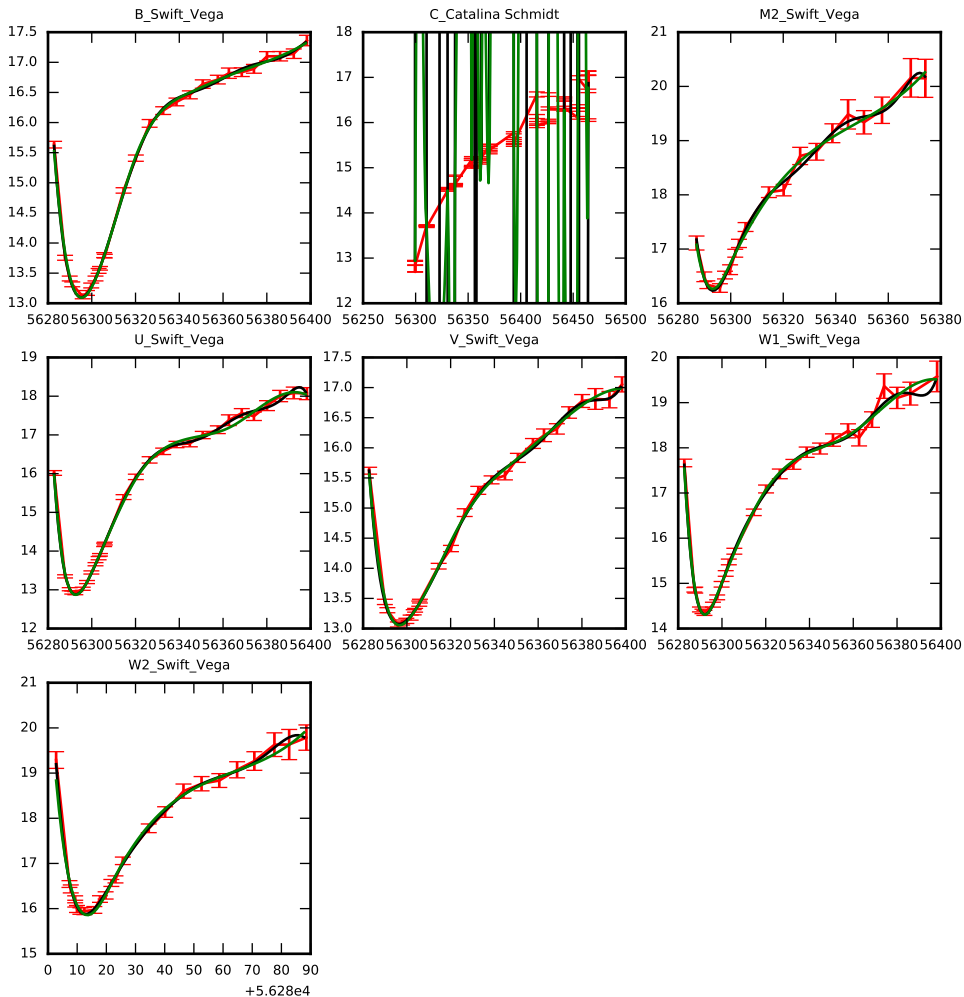 B_Swift_Vega C_Catalina Schmidt M2_Swift_Vega
17.5 18 21
17.0
16.5 17
16.0 16 20
15.5 15 19
15.0
14.5 14 18
14.0
13.5 13 17
13.0 12 16
56280 56300 56320 56340 56360 56380 56400 56250 56300 56350 56400 56450 56500 56280 56300 56320 56340 56360 56380
U_Swift_Vega V_Swift_Vega W1_Swift_Vega
19 17.5 20
18 17.0 19
17 16.5
16 16.0 18
15.5 17
15 15.0 16
14 14.5
14.0 15
13 13.5
12 13.0 14
56280 56300 56320 56340 56360 56380 56400 56280 56300 56320 56340 56360 56380 56400 56280 56300 56320 56340 56360 56380 56400
W2_Swift_Vega
21
20
19
18
17
16
15
0 10 20 30 40 50 60 70 80 90
+5.628e4